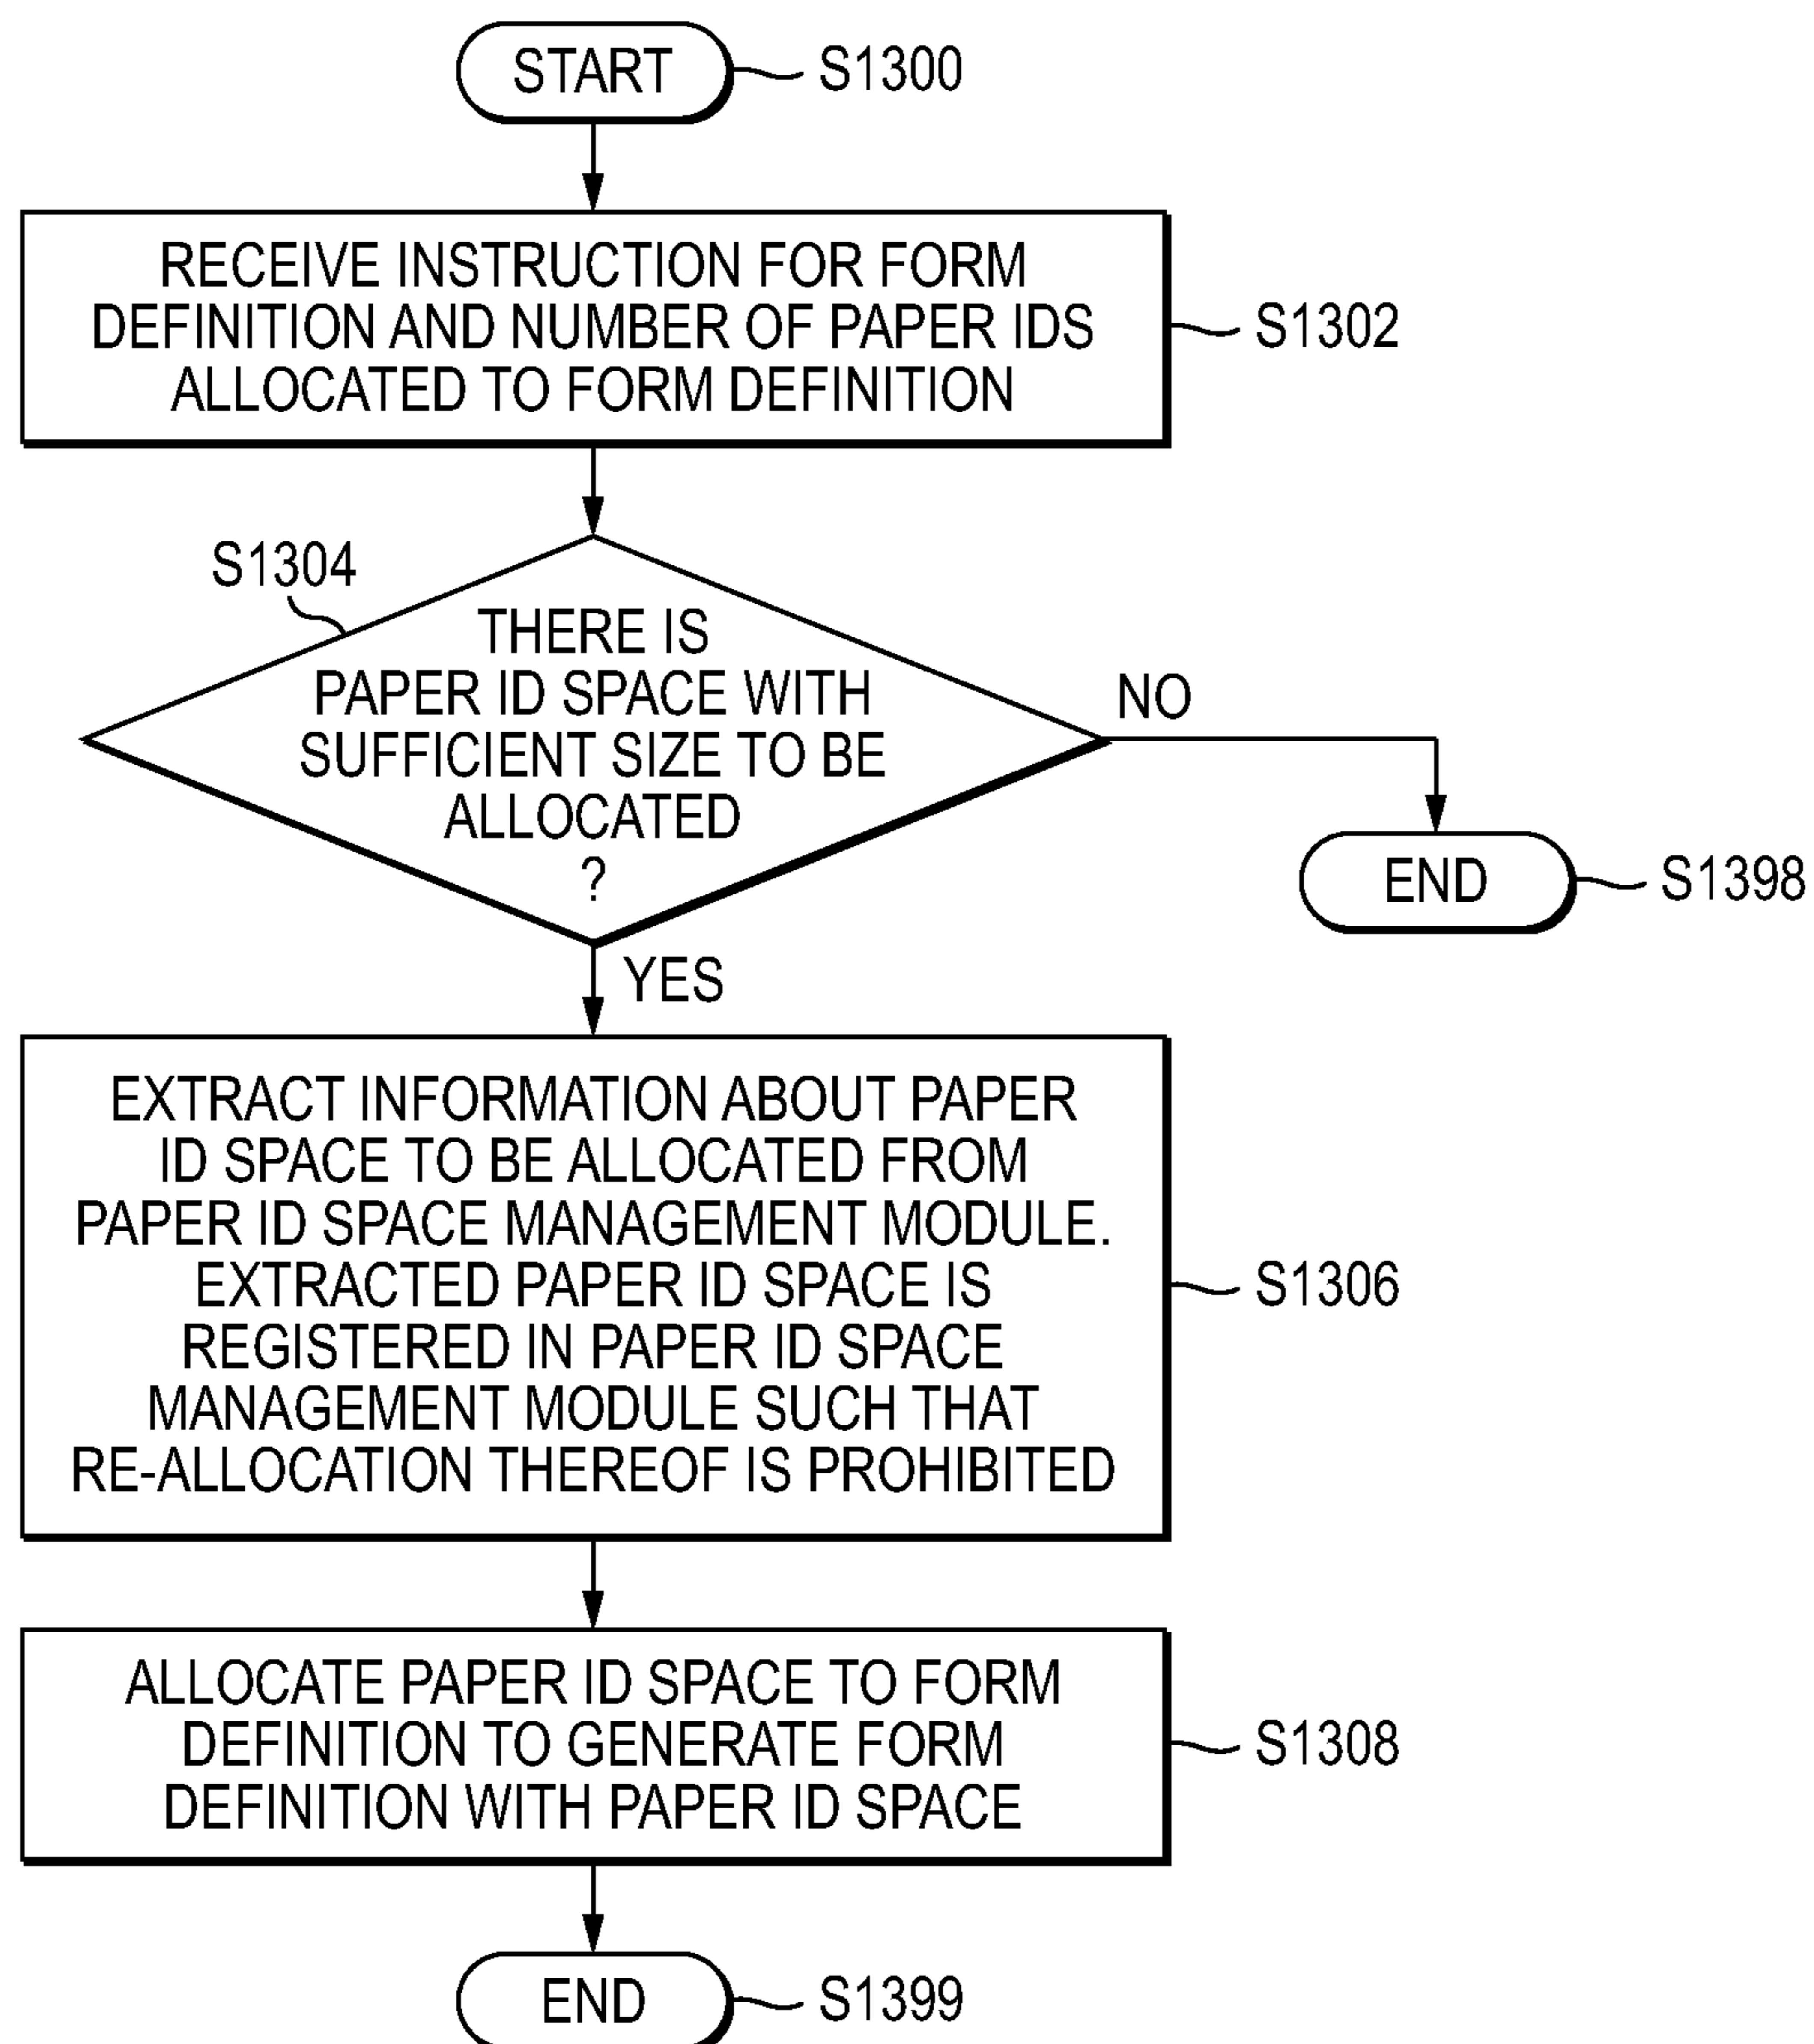 START
S1300
RECEIVE INSTRUCTION FOR FORM
DEFINITION AND NUMBER OF PAPER IDS
ALLOCATED TO FORM DEFINITION
S1302
S1304
THERE IS
PAPER ID SPACE WITH
SUFFICIENT SIZE TO BE
ALLOCATED
?
NO
END
S1398
YES
EXTRACT INFORMATION ABOUT PAPER
ID SPACE TO BE ALLOCATED FROM
PAPER ID SPACE MANAGEMENT MODULE.
EXTRACTED PAPER ID SPACE IS
REGISTERED IN PAPER ID SPACE
MANAGEMENT MODULE SUCH THAT
RE-ALLOCATION THEREOF IS PROHIBITED
S1306
ALLOCATE PAPER ID SPACE TO FORM
DEFINITION TO GENERATE FORM
DEFINITION WITH PAPER ID SPACE
S1308
END
S1399